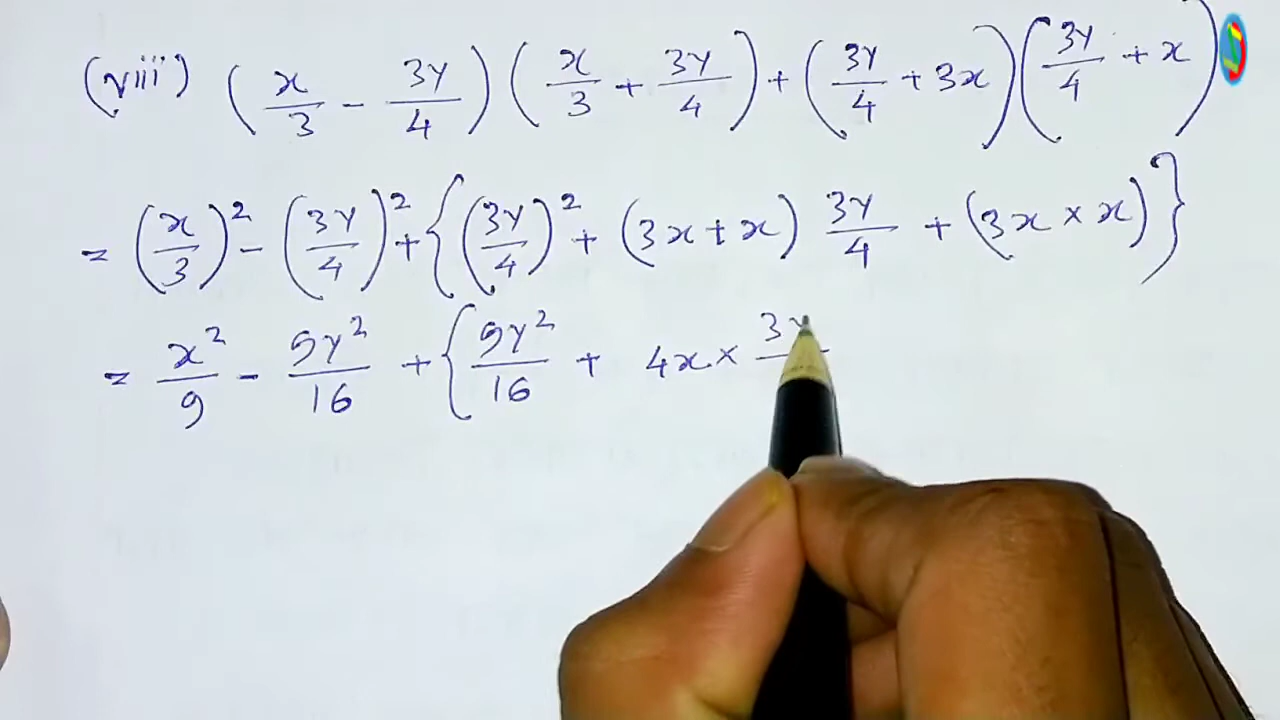 (viii) (x/3 - 3y/4) (x/3 + 3y/4) + (3y/4 + 3x) (3y/4 + x)
= (x/3)² - (3y/4)² + {(3y/4)² + (3x + x) 3y/4 + (3x × x)}
= x²/9 - 9y²/16 + {9y²/16 + 4x × 3y